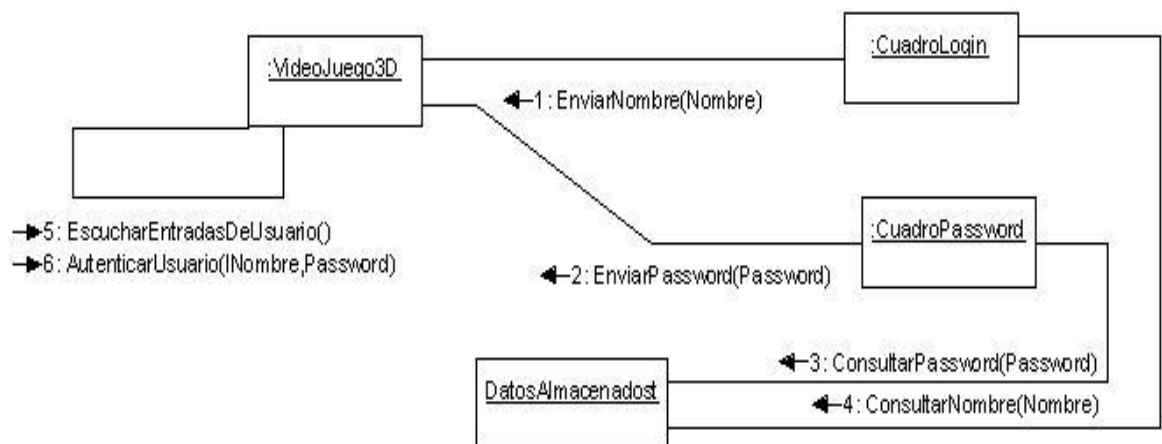 :CuadroLogin
:VideoJuego3D
1: EnviarNombre(Nombre)
:CuadroPassword
5: EscucharEntradasDeUsuario()
6: AutenticarUsuario(lNombre,Password)
2: EnviarPassword(Password)
3: ConsultarPassword(Password)
DatosAlmacenadost
4: ConsultarNombre(Nombre)